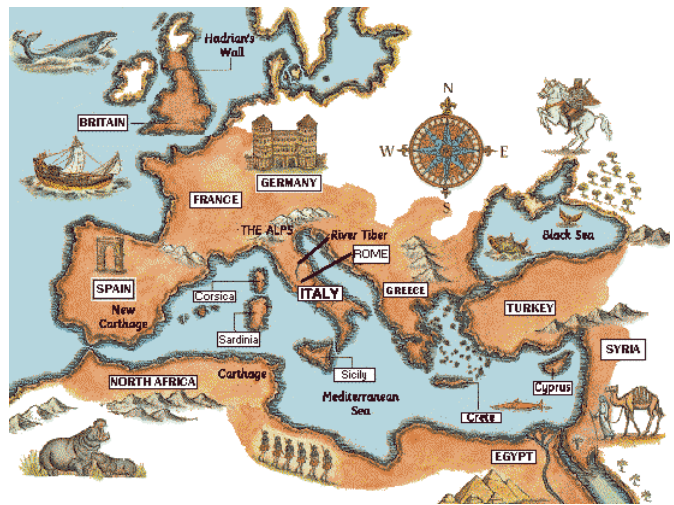 Hadrian's
Wall
BRITAIN
N
W
E
S
GERMANY
FRANCE
THE ALPS
River Tiber
ROME
Black Sea
SPAIN
New
Carthage
Corsica
ITALY
GREECE
TURKEY
Sardinia
SYRIA
NORTH AFRICA
Carthage
Sicily
Mediterranean
Sea
Cyprus
Crete
EGYPT